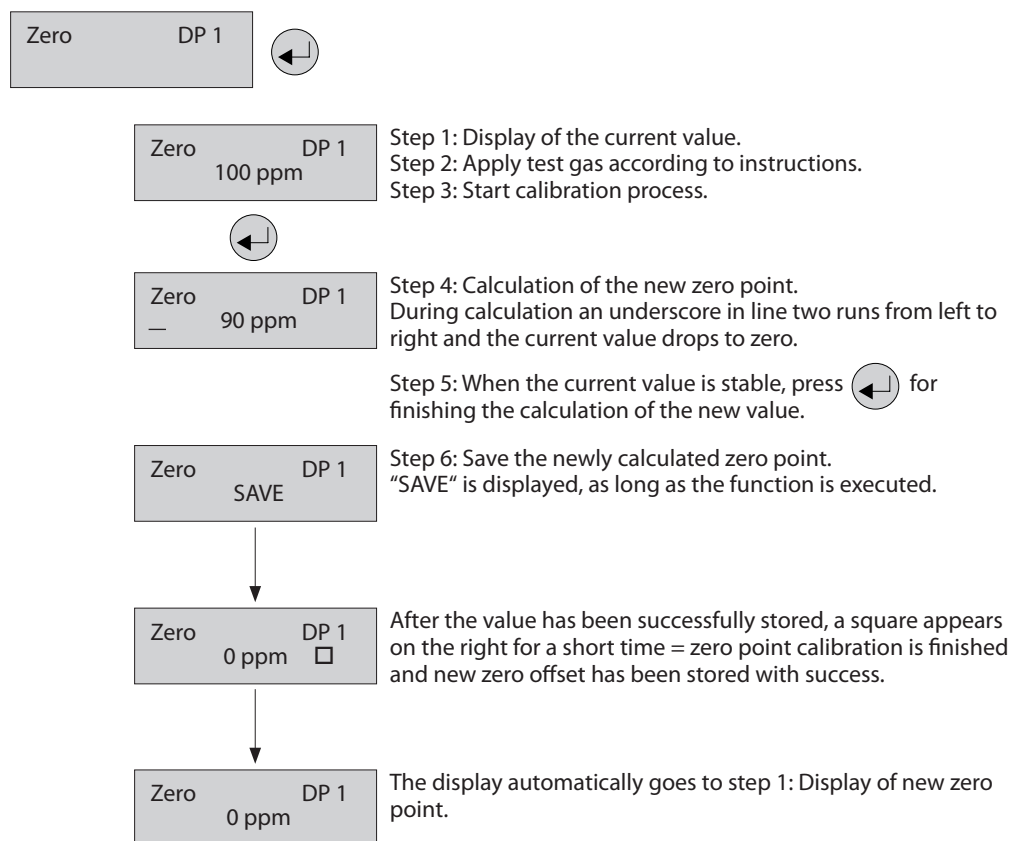 Zero DP 1
Zero DP 1
100 ppm
Step 1: Display of the current value.
Step 2: Apply test gas according to instructions.
Step 3: Start calibration process.
Zero DP 1
_ 90 ppm
Step 4: Calculation of the new zero point.
During calculation an underscore in line two runs from left to
right and the current value drops to zero.
Step 5: When the current value is stable, press for
finishing the calculation of the new value.
Zero DP 1
SAVE
Step 6: Save the newly calculated zero point.
"SAVE“ is displayed, as long as the function is executed.
Zero DP 1
0 ppm
After the value has been successfully stored, a square appears
on the right for a short time = zero point calibration is finished
and new zero offset has been stored with success.
Zero DP 1
0 ppm
The display automatically goes to step 1: Display of new zero
point.